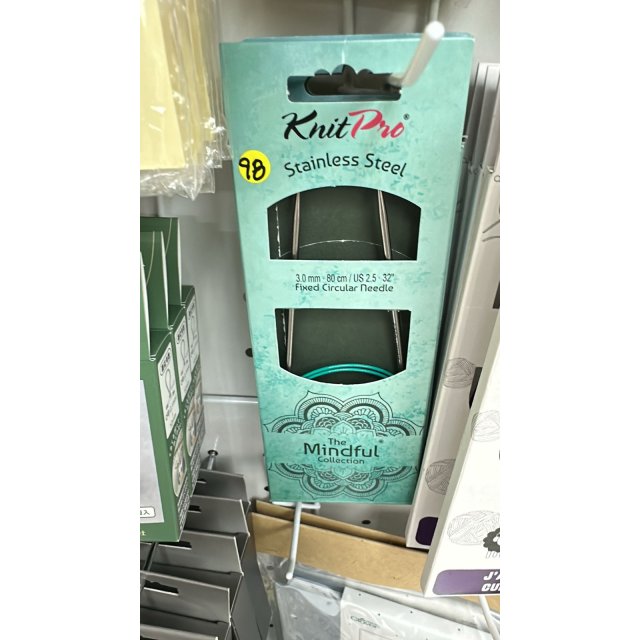 KnitPro®
Stainless Steel
98
3.0 mm · 80 cm / US 2.5 · 32"
Fixed Circular Needle
The
Mindful
Collection
J'A